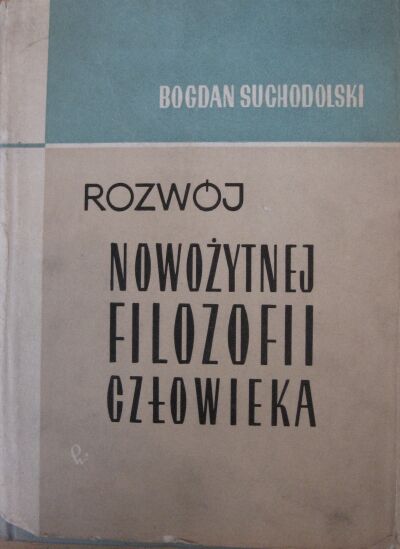 BOGDAN SUCHODOLSKI
ROZWÓJ
NOWOŻYTNEJ
FILOZOFII
CZŁOWIEKA